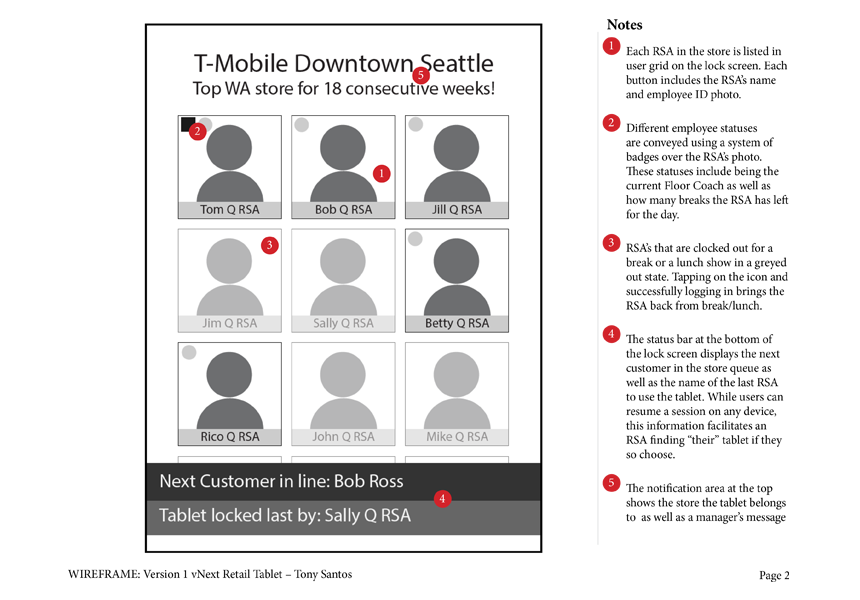 T-Mobile Downtown Seattle
5
Top WA store for 18 consecutive weeks!
2
1
Tom Q RSA
Bob Q RSA
Jill Q RSA
3
Jim Q RSA
Sally Q RSA
Betty Q RSA
Rico Q RSA
John Q RSA
Mike Q RSA
Next Customer in line: Bob Ross
4
Tablet locked last by: Sally Q RSA
Notes
1
Each RSA in the store is listed in
user grid on the lock screen. Each
button includes the RSA's name
and employee ID photo.
2
Different employee statuses
are conveyed using a system of
badges over the RSA's photo.
These statuses include being the
current Floor Coach as well as
how many breaks the RSA has left
for the day.
3
RSA's that are clocked out for a
break or a lunch show in a greyed
out state. Tapping on the icon and
successfully logging in brings the
RSA back from break/lunch.
4
The status bar at the bottom of
the lock screen displays the next
customer in the store queue as
well as the name of the last RSA
to use the tablet. While users can
resume a session on any device,
this information facilitates an
RSA finding “their” tablet if they
so choose.
5
The notification area at the top
shows the store the tablet belongs
to as well as a manager's message
WIREFRAME: Version 1 vNext Retail Tablet – Tony Santos
Page 2